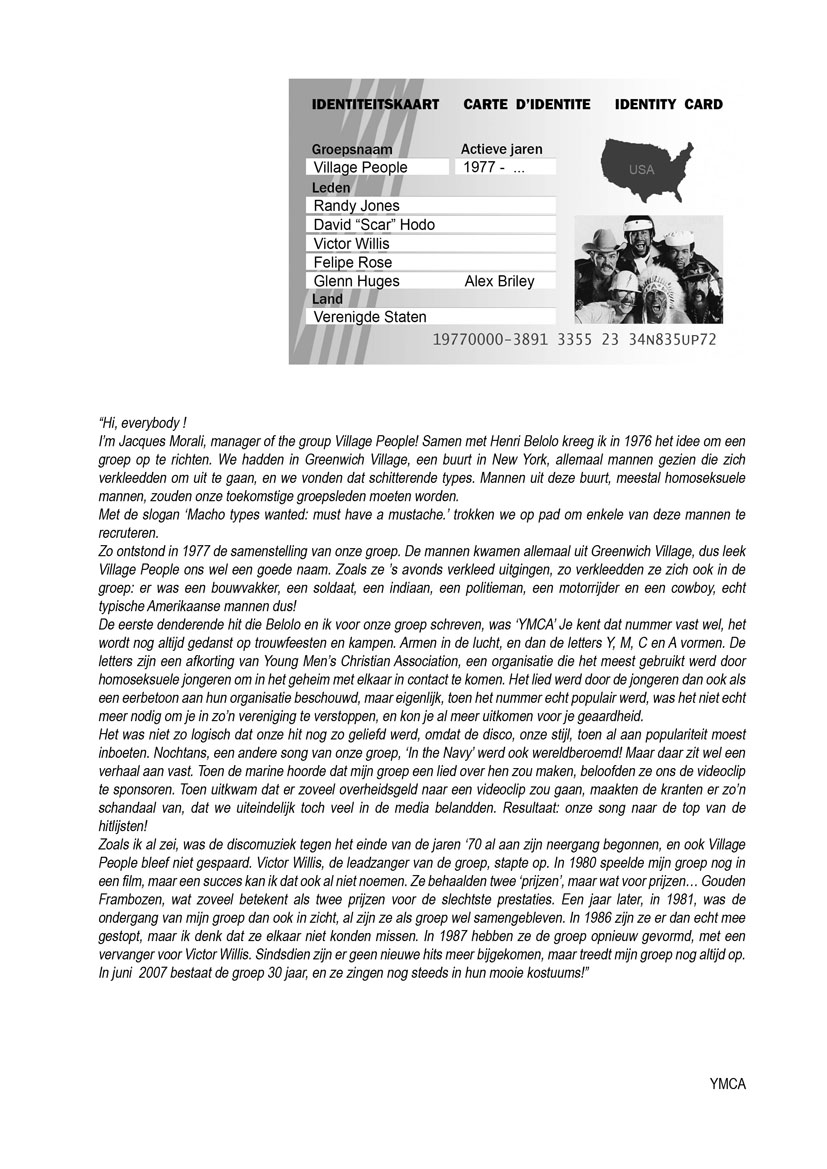 IDENTITEITSKAART CARTE D'IDENTITE IDENTITY CARD
Groepsnaam Actieve jaren
Village People 1977 - ...
USA
Leden
Randy Jones
David “Scar” Hodo
Victor Willis
Felipe Rose
Glenn Huges Alex Briley
Land
Verenigde Staten
19770000-3891 3355 23 34N835UP72
“Hi, everybody !
I’m Jacques Morali, manager of the group Village People! Samen met Henri Belolo kreeg ik in 1976 het idee om een
groep op te richten. We hadden in Greenwich Village, een buurt in New York, allemaal mannen gezien die zich
verkleedden om uit te gaan, en we vonden dat schitterende types. Mannen uit deze buurt, meestal homoseksuele
mannen, zouden onze toekomstige groepsleden moeten worden.
Met de slogan ‘Macho types wanted: must have a mustache.’ trokken we op pad om enkele van deze mannen te
recruteren.
Zo ontstond in 1977 de samenstelling van onze groep. De mannen kwamen allemaal uit Greenwich Village, dus leek
Village People ons wel een goede naam. Zoals ze ’s avonds verkleed uitgingen, zo verkleedden ze zich ook in de
groep: er was een bouwvakker, een soldaat, een indiaan, een politieman, een motorrijder en een cowboy, echt
typische Amerikaanse mannen dus!
De eerste denderende hit die Belolo en ik voor onze groep schreven, was ‘YMCA’ Je kent dat nummer vast wel, het
wordt nog altijd gedanst op trouwfeesten en kampen. Armen in de lucht, en dan de letters Y, M, C en A vormen. De
letters zijn een afkorting van Young Men’s Christian Association, een organisatie die het meest gebruikt werd door
homoseksuele jongeren om in het geheim met elkaar in contact te komen. Het lied werd door de jongeren dan ook als
een eerbetoon aan hun organisatie beschouwd, maar eigenlijk, toen het nummer echt populair werd, was het niet echt
meer nodig om je in zo’n vereniging te verstoppen, en kon je al meer uitkomen voor je geaardheid.
Het was niet zo logisch dat onze hit nog zo geliefd werd, omdat de disco, onze stijl, toen al aan populariteit moest
inboeten. Nochtans, een andere song van onze groep, ‘In the Navy’ werd ook wereldberoemd! Maar daar zit wel een
verhaal aan vast. Toen de marine hoorde dat mijn groep een lied over hen zou maken, beloofden ze ons de videoclip
te sponsoren. Toen uitkwam dat er zoveel overheidsgeld naar een videoclip zou gaan, maakten de kranten er zo’n
schandaal van, dat we uiteindelijk toch veel in de media belandden. Resultaat: onze song naar de top van de
hitlijsten!
Zoals ik al zei, was de discomuziek tegen het einde van de jaren ‘70 al aan zijn neergang begonnen, en ook Village
People bleef niet gespaard. Victor Willis, de leadzanger van de groep, stapte op. In 1980 speelde mijn groep nog in
een film, maar een succes kan ik dat ook al niet noemen. Ze behaalden twee ‘prijzen’, maar wat voor prijzen… Gouden
Frambozen, wat zoveel betekent als twee prijzen voor de slechtste prestaties. Een jaar later, in 1981, was de
ondergang van mijn groep dan ook in zicht, al zijn ze als groep wel samengebleven. In 1986 zijn ze er dan echt mee
gestopt, maar ik denk dat ze elkaar niet konden missen. In 1987 hebben ze de groep opnieuw gevormd, met een
vervanger voor Victor Willis. Sindsdien zijn er geen nieuwe hits meer bijgekomen, maar treedt mijn groep nog altijd op.
In juni 2007 bestaat de groep 30 jaar, en ze zingen nog steeds in hun mooie kostuums!”
YMCA